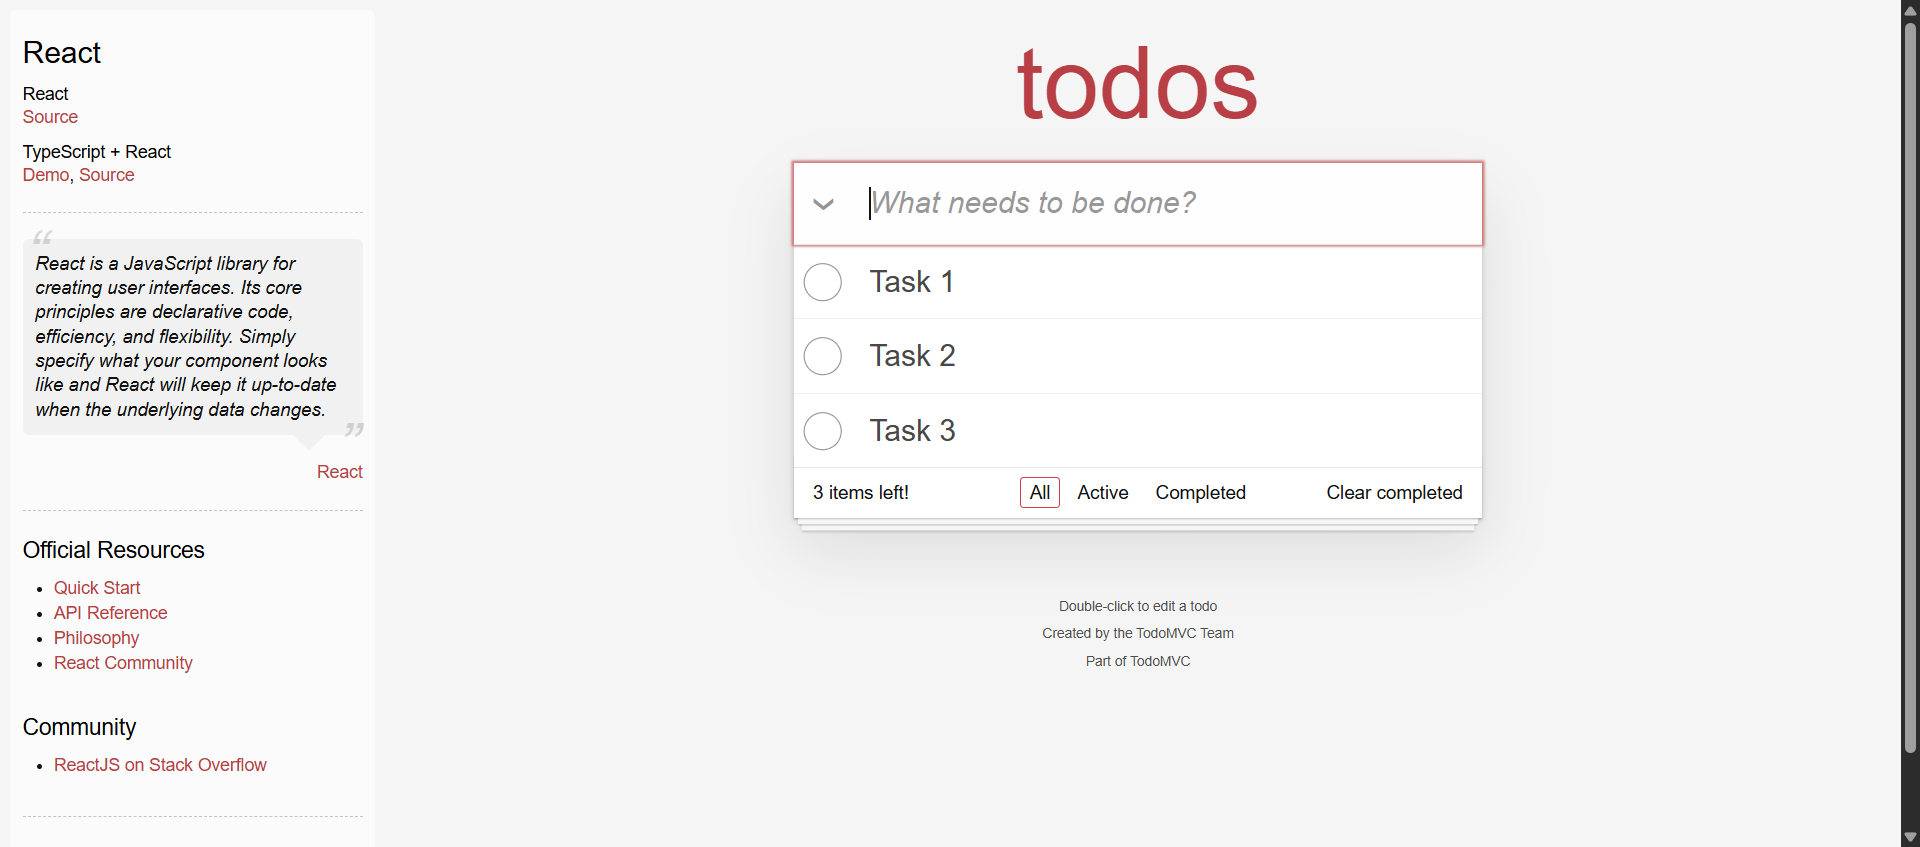 React
React
Source
TypeScript + React
Demo, Source
“
React is a JavaScript library for
creating user interfaces. Its core
principles are declarative code,
efficiency, and flexibility. Simply
specify what your component looks
like and React will keep it up-to-date
when the underlying data changes.
”
React
Official Resources
Quick Start
API Reference
Philosophy
React Community
Community
ReactJS on Stack Overflow
todos
What needs to be done?
Task 1
Task 2
Task 3
3 items left!
All
Active
Completed
Clear completed
Double-click to edit a todo
Created by the TodoMVC Team
Part of TodoMVC